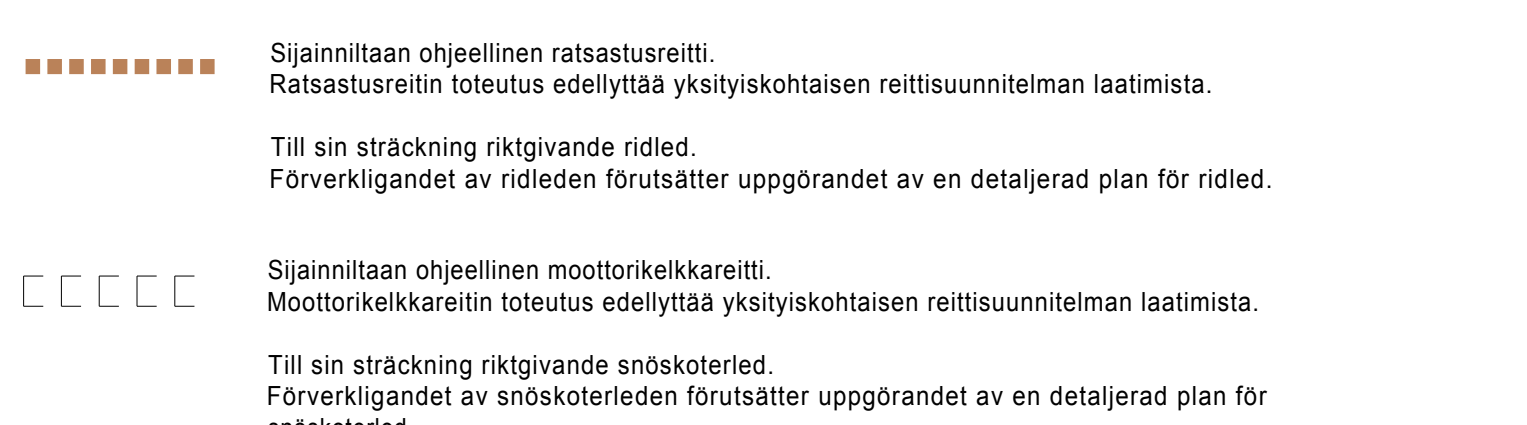 Sijainniltaan ohjeellinen ratsastusreitti.
Ratsastusreitin toteutus edellyttää yksityiskohtaisen reittisuunnitelman laatimista.
Till sin sträckning riktgivande ridled.
Förverkligandet av ridleden förutsätter uppgörandet av en detaljerad plan för ridled.
Sijainniltaan ohjeellinen moottorikelkkareitti.
Moottorikelkkareitin toteutus edellyttää yksityiskohtaisen reittisuunnitelman laatimista.
Till sin sträckning riktgivande snöskoterled.
Förverkligandet av snöskoterleden förutsätter uppgörandet av en detaljerad plan för
snöskoterled